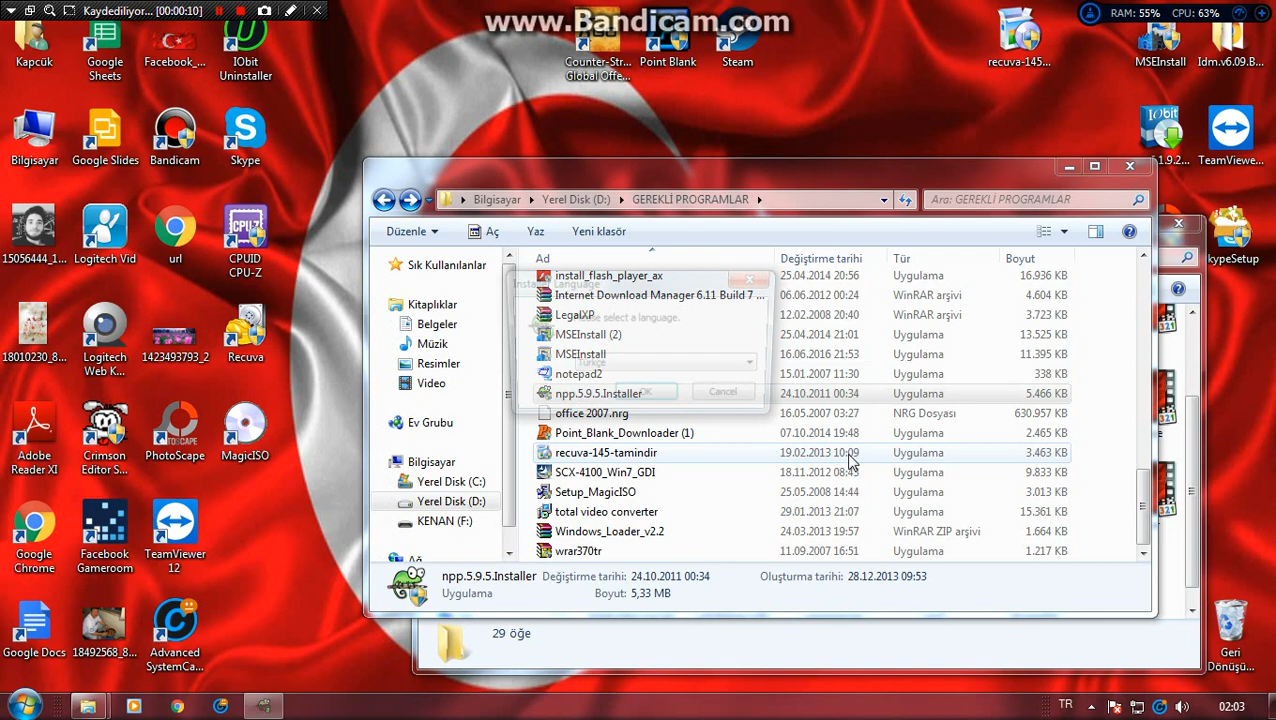 Kaydediliyor... [00:00:10]
www.Bandicam.com
RAM: 55% CPU: 63%
Kapcük
Google Sheets
Facebook_...
IObit Uninstaller
Counter-Str... Global Offe...
Point Blank
Steam
recuva-145...
MSEInstall
Idm.v6.09.B...
Bilgisayar
Google Slides
Bandicam
Skype
5.1.9.2...
TeamViewe...
15056444_1...
Logitech Vid
url
CPUID CPU-Z
kypeSetup
18010230_8...
Logitech Web K...
1423493793_2
Recuva
Adobe Reader XI
Crimson Editor S...
PhotoScape
MagicISO
Google Chrome
Facebook Gameroom
TeamViewer 12
Google Docs
18492568_8...
Advanced SystemCa...
Geri Dönüşü...
Bilgisayar Yerel Disk (D:) GEREKLİ PROGRAMLAR
Ara: GEREKLİ PROGRAMLAR
Düzenle Aç Yaz Yeni klasör
Sık Kullanılanlar
Kitaplıklar
Belgeler
Müzik
Resimler
Video
Ev Grubu
Bilgisayar
Yerel Disk (C:)
Yerel Disk (D:)
KENAN (F:)
Ağ
Ad Değiştirme tarihi Tür Boyut
install_flash_player_ax 25.04.2014 20:56 Uygulama 16.936 KB
Internet Download Manager 6.11 Build 7 ... 06.06.2012 00:24 WinRAR arşivi 4.604 KB
LegalXP 12.02.2008 20:40 WinRAR arşivi 3.723 KB
MSEInstall (2) 25.04.2014 21:01 Uygulama 13.525 KB
MSEInstall 16.06.2016 21:53 Uygulama 11.395 KB
notepad2 15.01.2007 11:30 Uygulama 338 KB
npp.5.9.5.Installer 24.10.2011 00:34 Uygulama 5.466 KB
office 2007.nrg 16.05.2007 03:27 NRG Dosyası 630.957 KB
Point_Blank_Downloader (1) 07.10.2014 19:48 Uygulama 2.465 KB
recuva-145-tamindir 19.02.2013 10:09 Uygulama 3.463 KB
SCX-4100_Win7_GDI 18.11.2012 Uygulama 9.833 KB
Setup_MagicISO 25.05.2008 14:44 Uygulama 3.013 KB
total video converter 29.01.2013 21:07 Uygulama 15.361 KB
Windows_Loader_v2.2 24.03.2013 19:57 WinRAR ZIP arşivi 1.664 KB
wrar370tr 11.09.2007 16:51 Uygulama 1.217 KB
Installer Language
select a language.
Türkçe
OK Cancel
npp.5.9.5.Installer Değiştirme tarihi: 24.10.2011 00:34 Oluşturma tarihi: 28.12.2013 09:53
Uygulama Boyut: 5,33 MB
29 öğe
TR 02:03